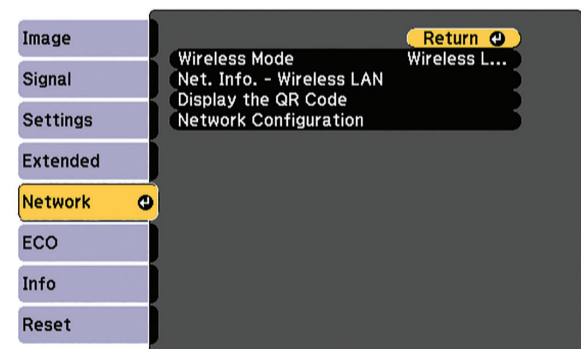 Image
Signal
Settings
Extended
Network
ECO
Info
Reset
Return
Wireless Mode Wireless L...
Net. Info. - Wireless LAN
Display the QR Code
Network Configuration